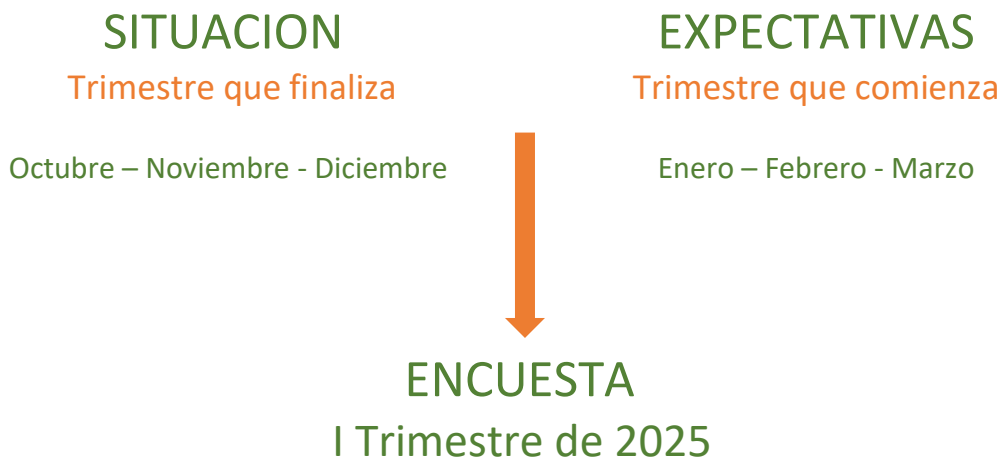 SITUACION
Trimestre que finaliza
Octubre – Noviembre - Diciembre
EXPECTATIVAS
Trimestre que comienza
Enero – Febrero - Marzo
ENCUESTA
I Trimestre de 2025